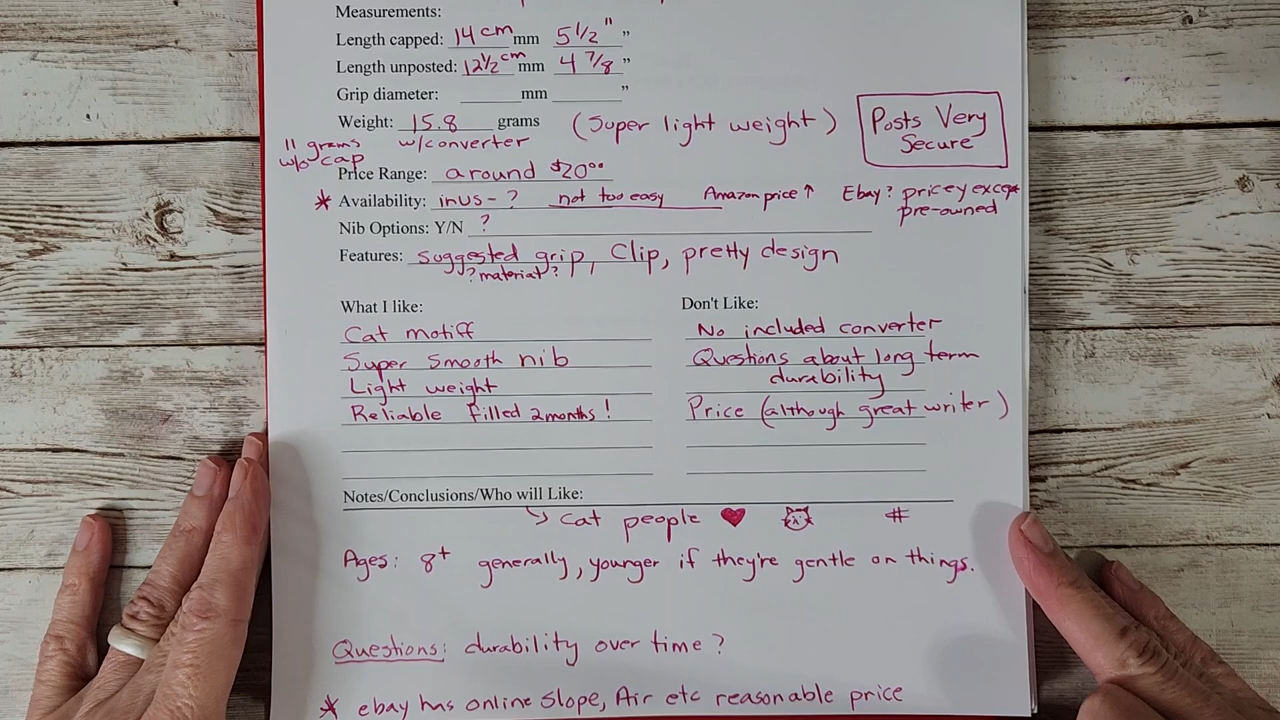 Measurements:
Length capped: 14 cm mm 5 1/2" "
Length unposted: 12 1/2 cm mm 4 7/8 "
Grip diameter: ______ mm ________"
Weight: 15.8 grams (Super light weight) Posts Very Secure
11 grams w/o cap w/converter
Price Range: around $20.00
* Availability: in US - ? not too easy Amazon price ↑ Ebay? pricey except pre-owned
Nib Options: Y/N ?
Features: Suggested grip, Clip, pretty design
? material ?
What I like: Don't Like:
Cat motiff No included converter
Super Smooth nib Questions about long term
Light weight durability
Reliable filled 2 months! Price (although great writer)
Notes/Conclusions/Who will Like:
↳ cat people ♥ #
Ages: 8+ generally, younger if they're gentle on things.
Questions: durability over time?
* ebay has online Slope, Air etc reasonable price